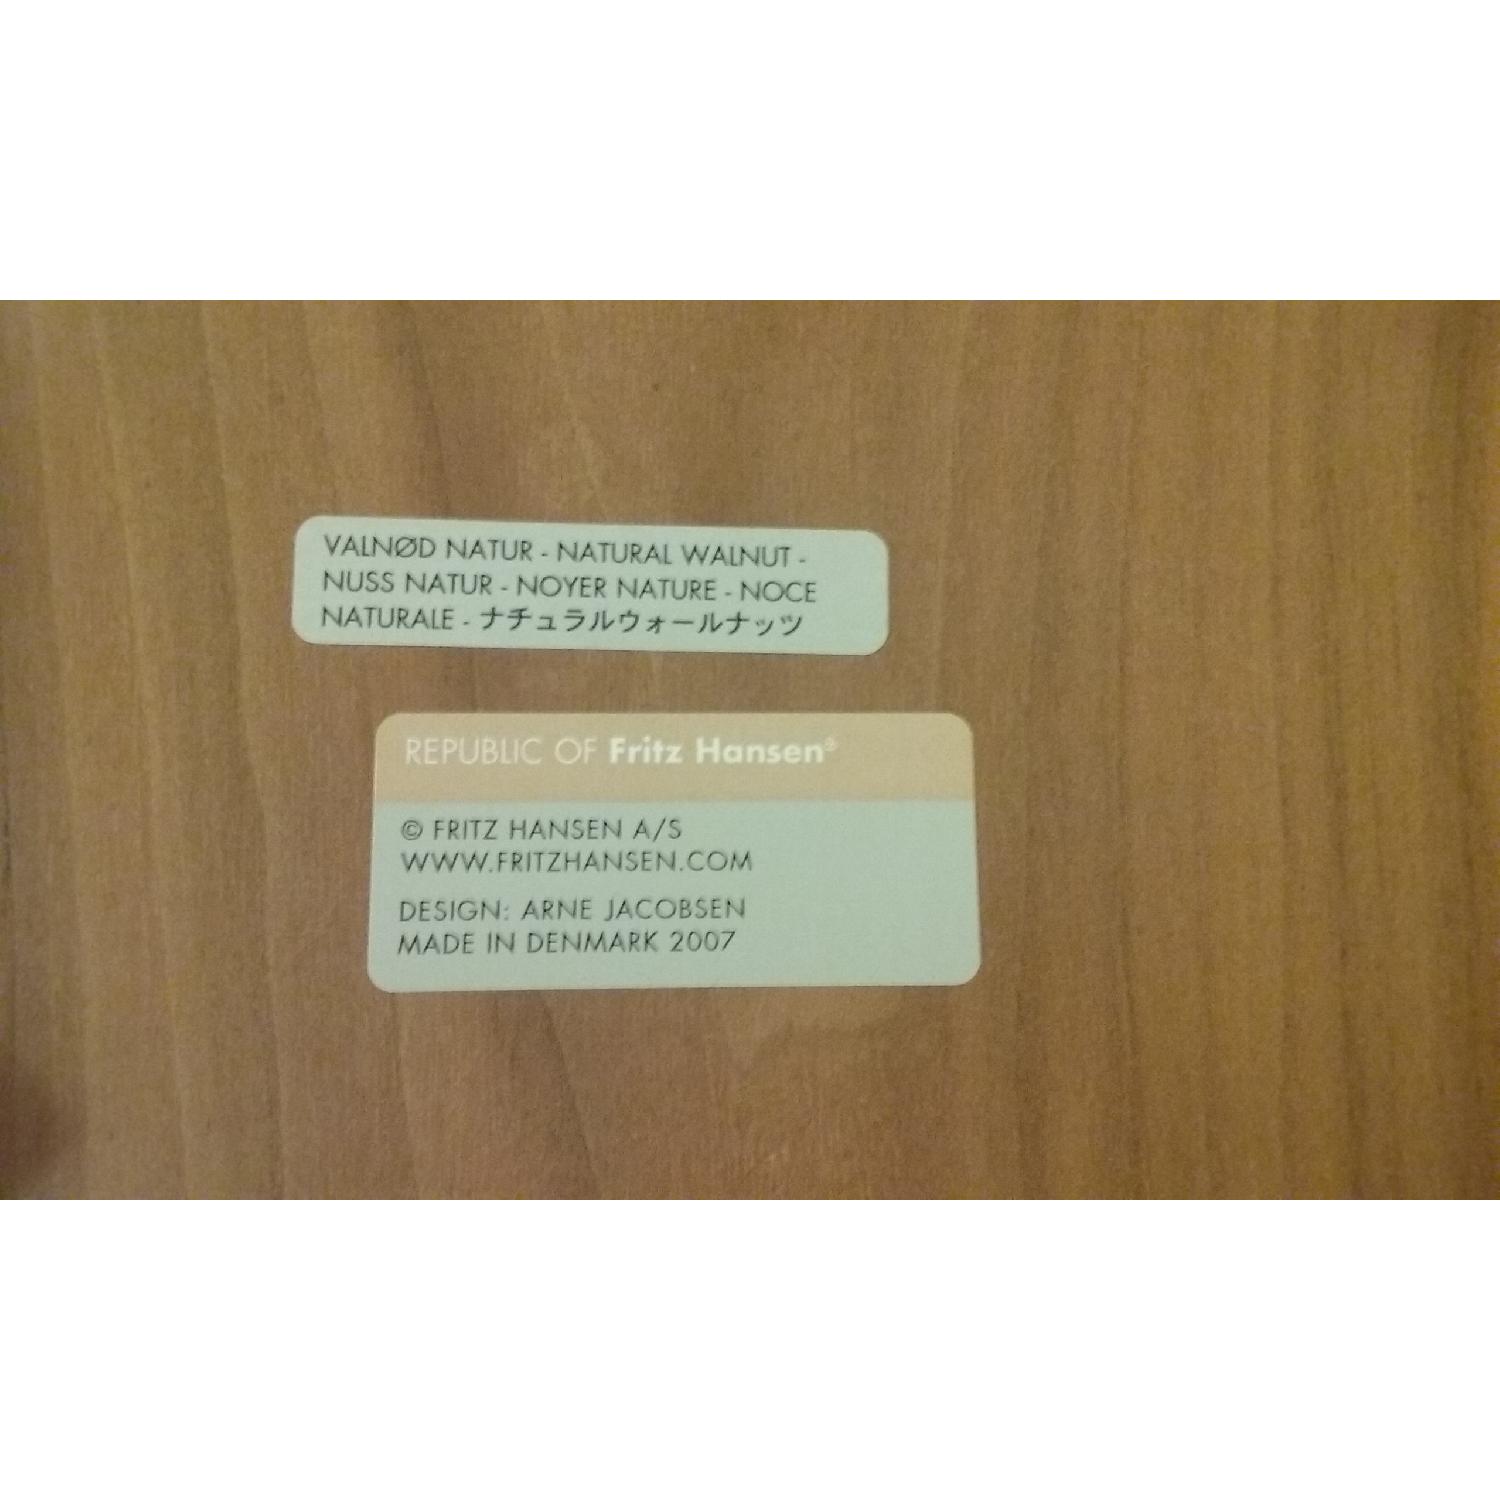 VALNØD NATUR - NATURAL WALNUT -
NUSS NATUR - NOYER NATURE - NOCE
NATURALE - ナチュラルウォールナッツ
REPUBLIC OF Fritz Hansen®
© FRITZ HANSEN A/S
WWW.FRITZHANSEN.COM
DESIGN: ARNE JACOBSEN
MADE IN DENMARK 2007